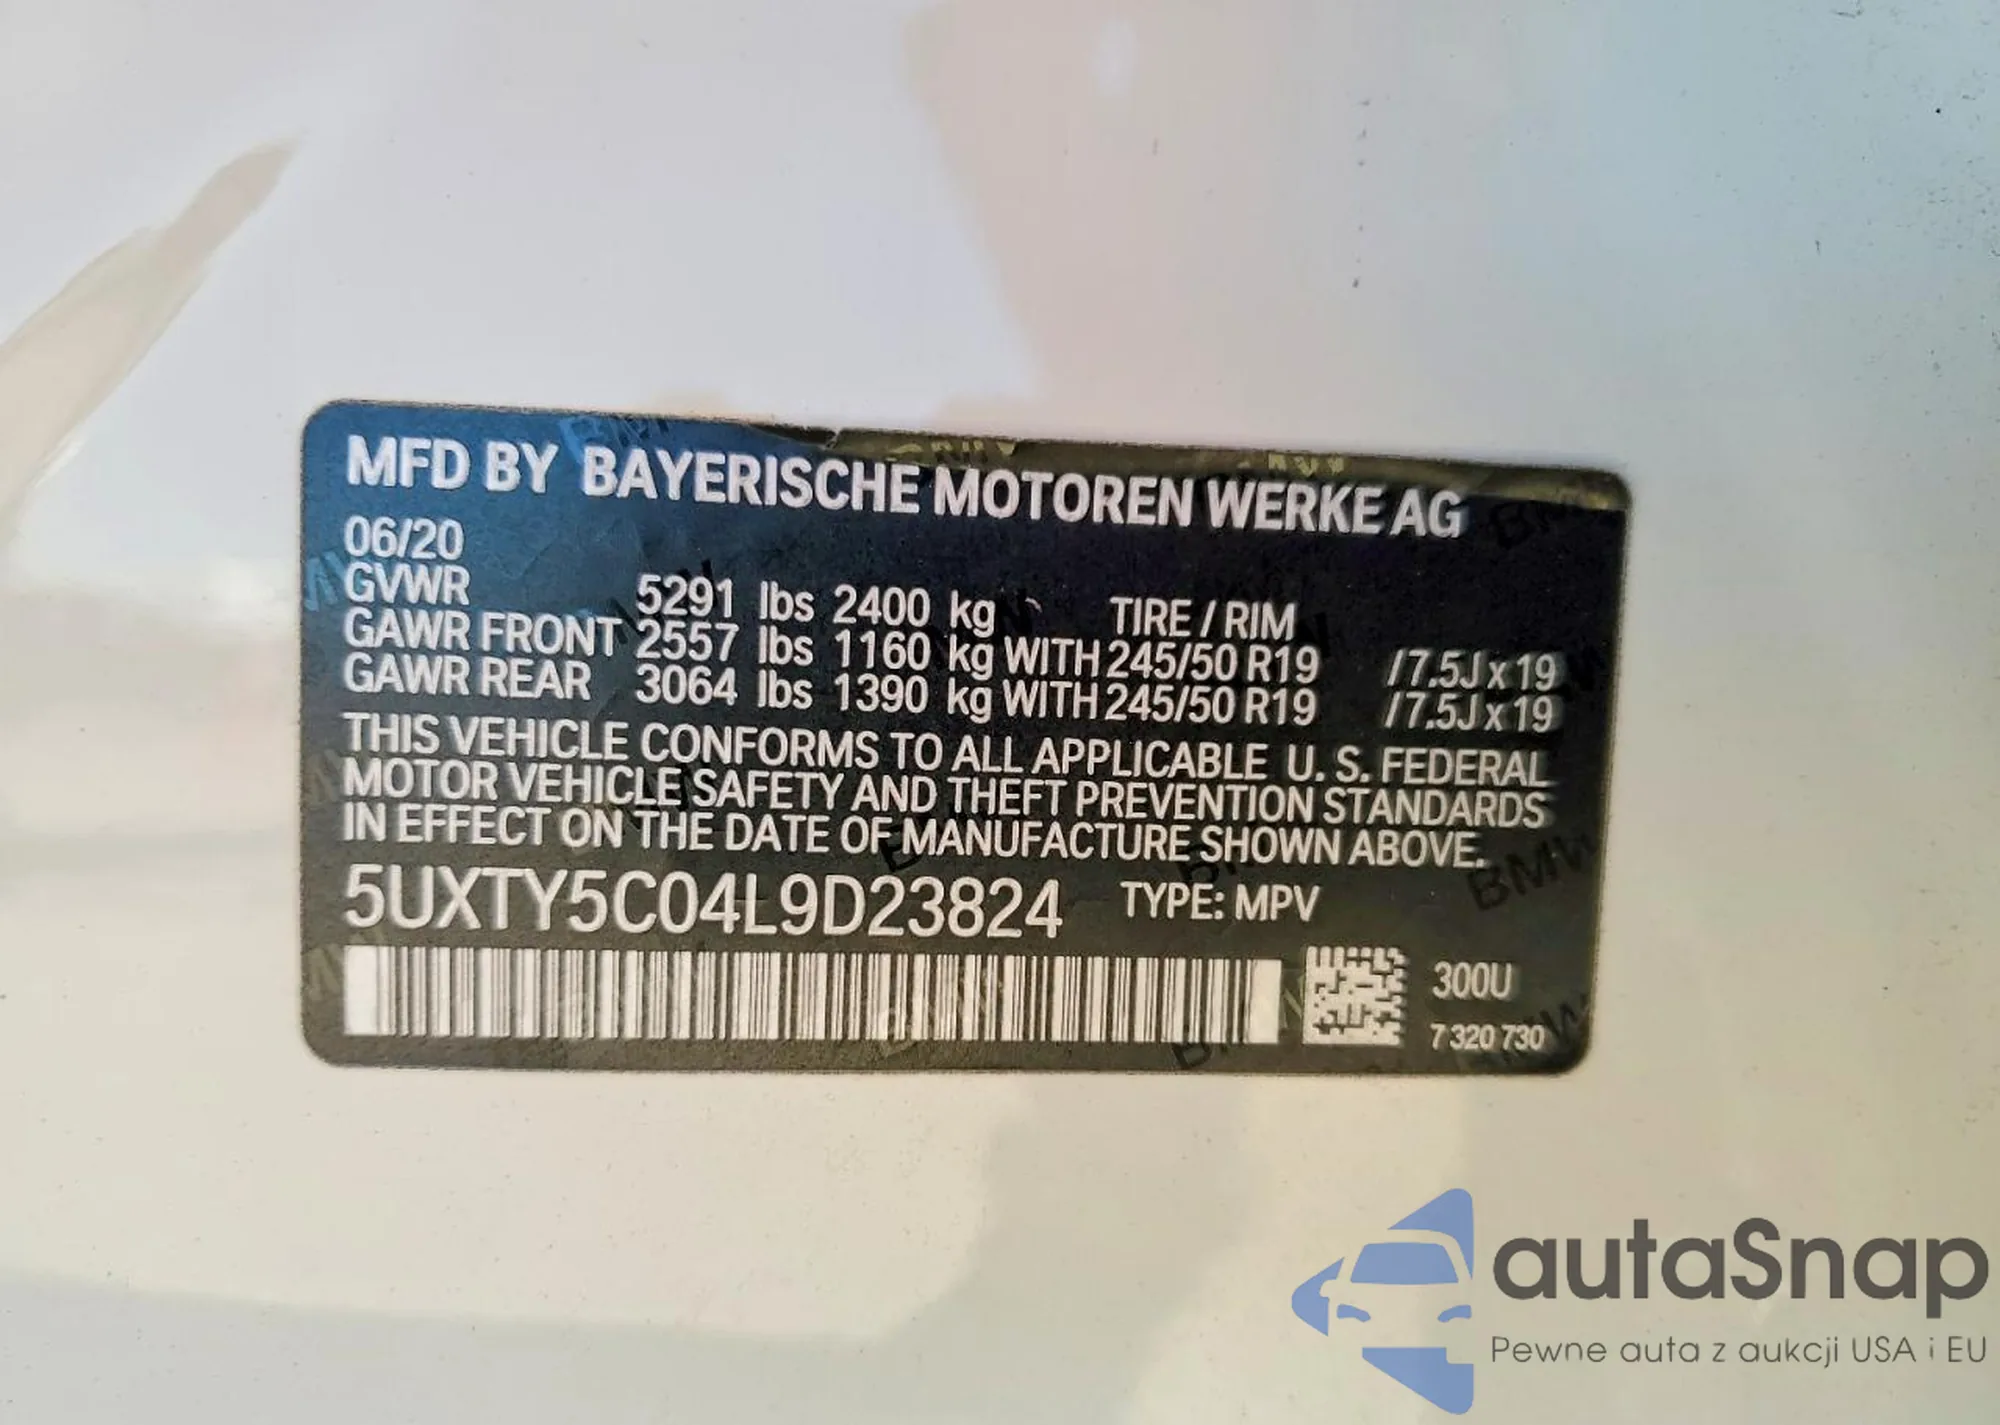 MFD BY BAYERISCHE MOTOREN WERKE AG
06/20
GVWR 5291 lbs 2400 kg TIRE / RIM
GAWR FRONT 2557 lbs 1160 kg WITH 245/50 R19 /7.5J x 19
GAWR REAR 3064 lbs 1390 kg WITH 245/50 R19 /7.5J x 19
THIS VEHICLE CONFORMS TO ALL APPLICABLE U. S. FEDERAL
MOTOR VEHICLE SAFETY AND THEFT PREVENTION STANDARDS
IN EFFECT ON THE DATE OF MANUFACTURE SHOWN ABOVE.
5UXTY5C04L9D23824 TYPE: MPV
300U
7 320 730
autaSnap
Pewne auta z aukcji USA i EU